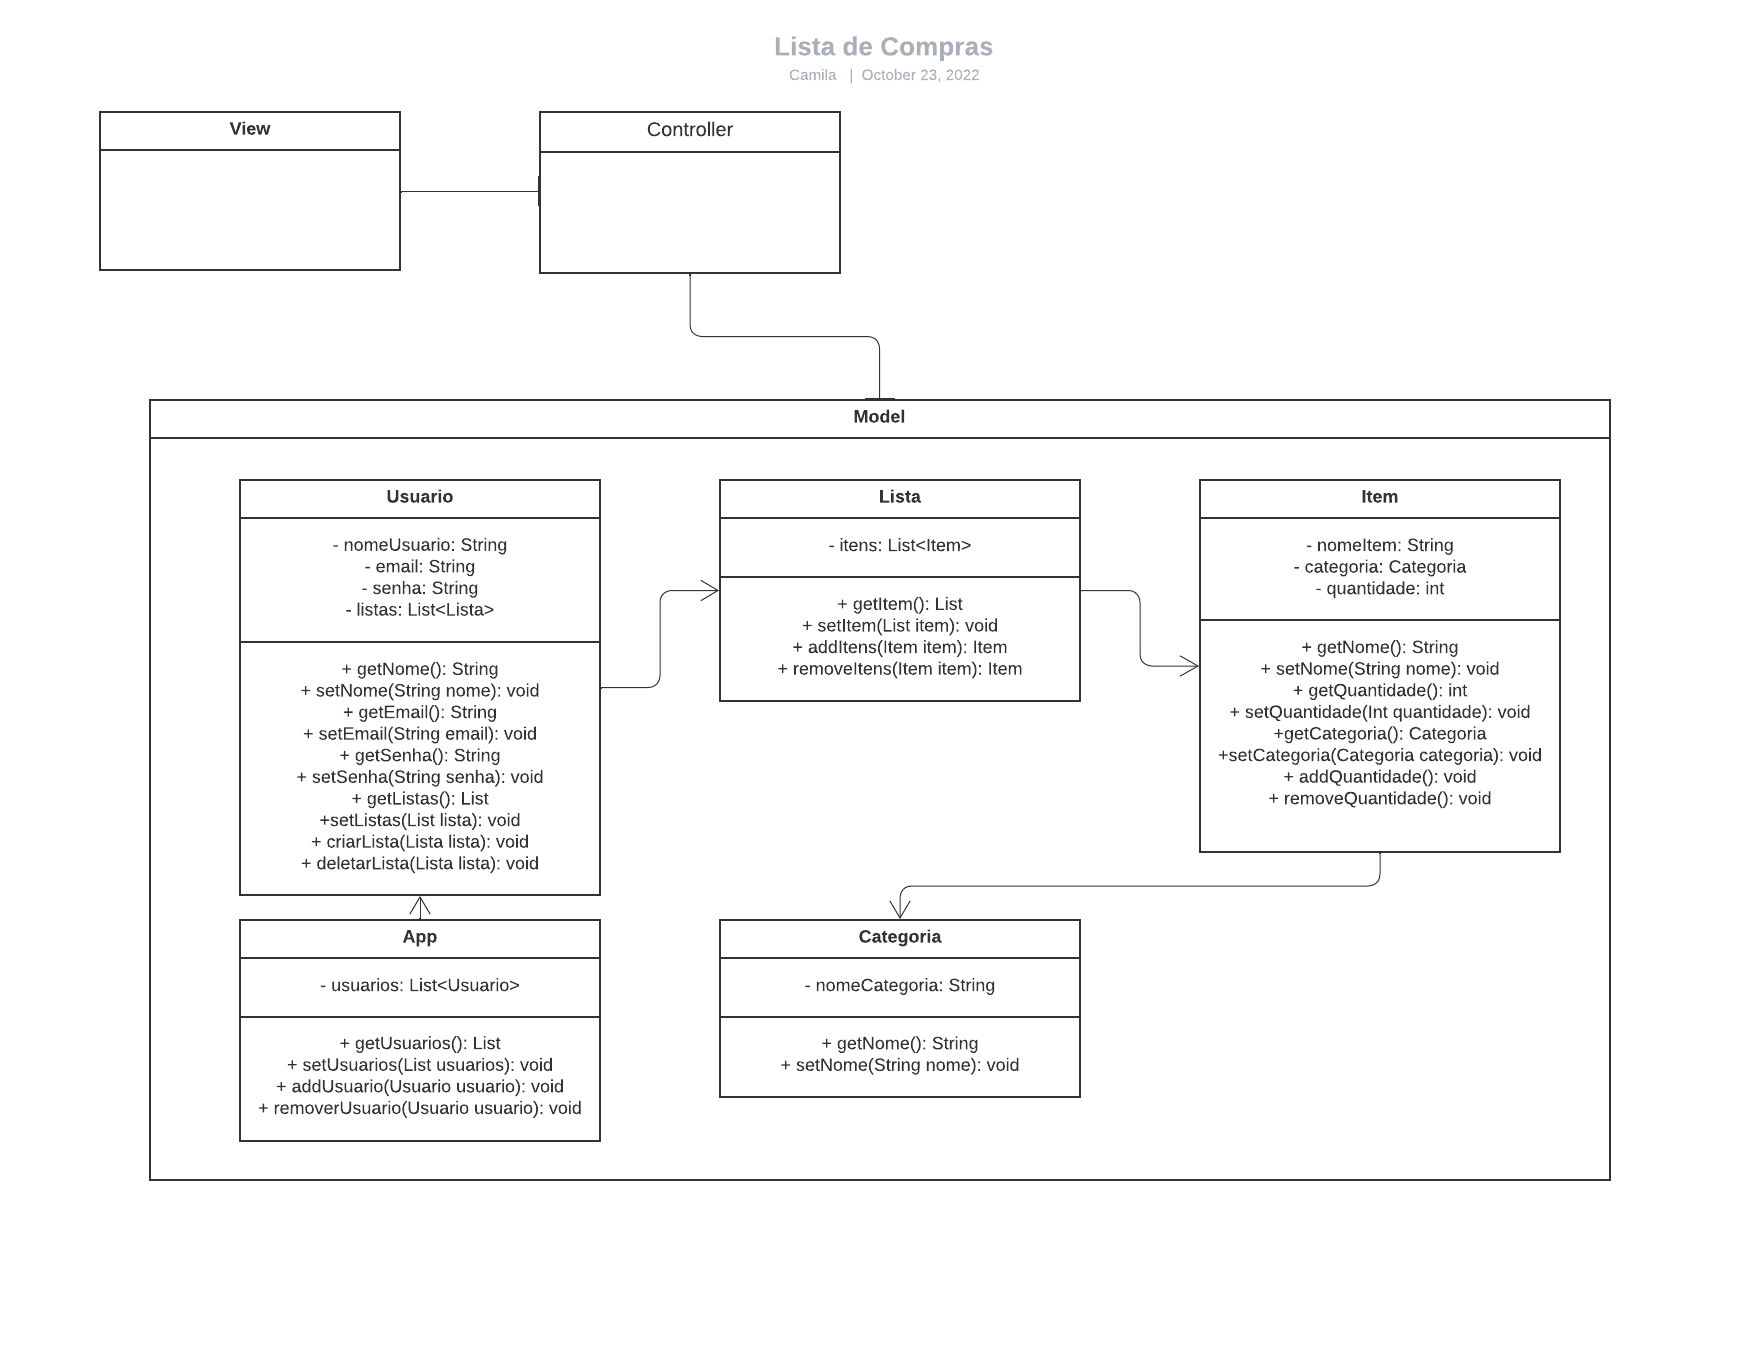 Lista de Compras
Camila | October 23, 2022
View
Controller
Model
Usuario
- nomeUsuario: String
- email: String
- senha: String
- listas: List<Lista>
+ getNome(): String
+ setNome(String nome): void
+ getEmail(): String
+ setEmail(String email): void
+ getSenha(): String
+ setSenha(String senha): void
+ getListas(): List
+setListas(List lista): void
+ criarLista(Lista lista): void
+ deletarLista(Lista lista): void
Lista
- itens: List<Item>
+ getItem(): List
+ setItem(List item): void
+ addItens(Item item): Item
+ removeItens(Item item): Item
Item
- nomeItem: String
- categoria: Categoria
- quantidade: int
+ getNome(): String
+ setNome(String nome): void
+ getQuantidade(): int
+ setQuantidade(Int quantidade): void
+getCategoria(): Categoria
+setCategoria(Categoria categoria): void
+ addQuantidade(): void
+ removeQuantidade(): void
App
- usuarios: List<Usuario>
+ getUsuarios(): List
+ setUsuarios(List usuarios): void
+ addUsuario(Usuario usuario): void
+ removerUsuario(Usuario usuario): void
Categoria
- nomeCategoria: String
+ getNome(): String
+ setNome(String nome): void